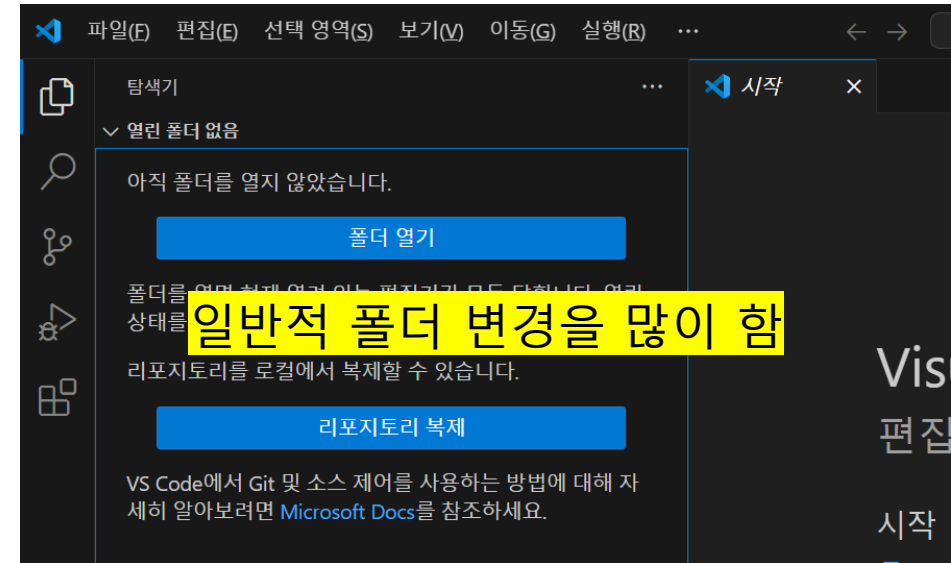 파일(F) 편집(E) 선택 영역(S) 보기(V) 이동(G) 실행(R) ···
탐색기 ···
시작 ×
열린 폴더 없음
아직 폴더를 열지 않았습니다.
폴더 열기
폴더를
상태를
일반적 폴더 변경을 많이 함
리포지토리를 로컬에서 복제할 수 있습니다.
리포지토리 복제
VS Code에서 Git 및 소스 제어를 사용하는 방법에 대해 자
세히 알아보려면 Microsoft Docs를 참조하세요.
Vis
편집
시작